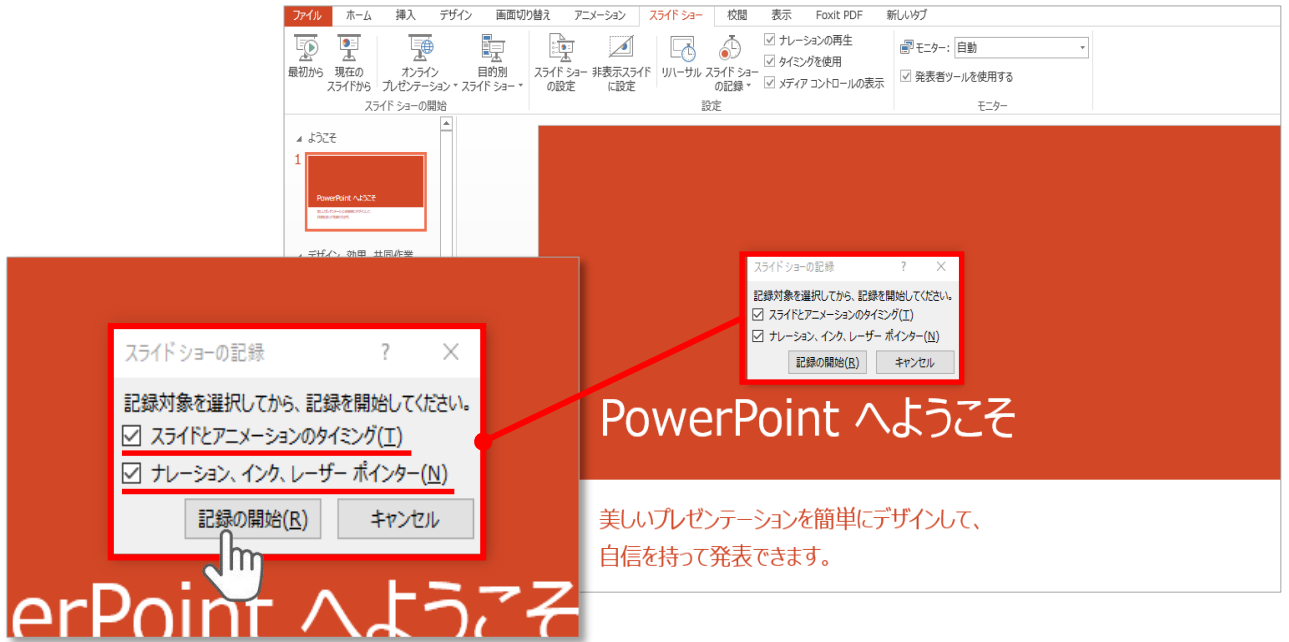 ファイル ホーム 挿入 デザイン 画面切り替え アニメーション スライド ショー 校閲 表示 Foxit PDF 新しいタブ
最初から 現在の スライドから オンライン プレゼンテーション 目的別 スライド ショー スライド ショー の設定 非表示スライド に設定 リハーサル スライド ショー の記録
ナレーションの再生
タイミングを使用
メディア コントロールの表示
モニター: 自動
発表者ツールを使用する
スライド ショーの開始 設定 モニター
ようこそ
1
PowerPoint へようこそ
デザイン、効果、共同作業
スライド ショーの記録 ? ×
記録対象を選択してから、記録を開始してください。
スライドとアニメーションのタイミング(T)
ナレーション、インク、レーザー ポインター(N)
記録の開始(R) キャンセル
PowerPoint へようこそ
美しいプレゼンテーションを簡単にデザインして、
自信を持って発表できます。
スライド ショーの記録 ? ×
記録対象を選択してから、記録を開始してください。
スライドとアニメーションのタイミング(T)
ナレーション、インク、レーザー ポインター(N)
記録の開始(R) キャンセル
erPoint へようこそ